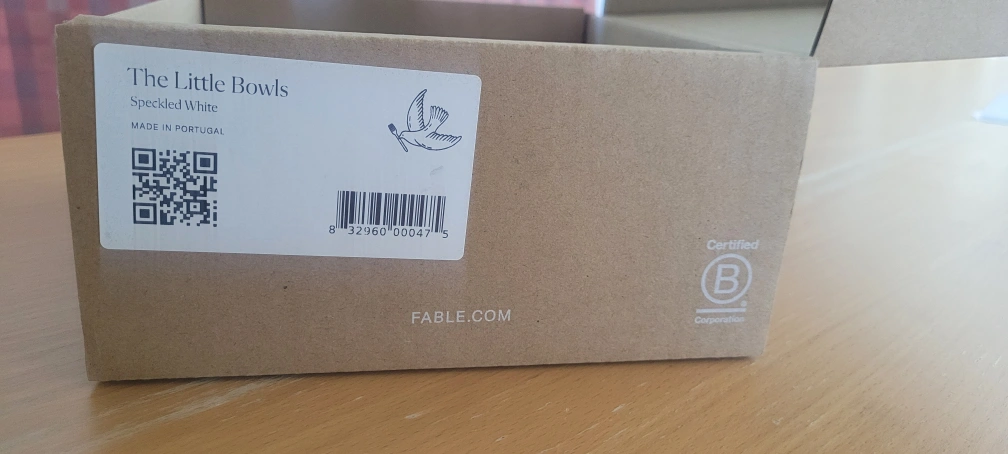 The Little Bowls
Speckled White
MADE IN PORTUGAL
8 32960 00047 5
FABLE.COM
Certified
B
®
Corporation